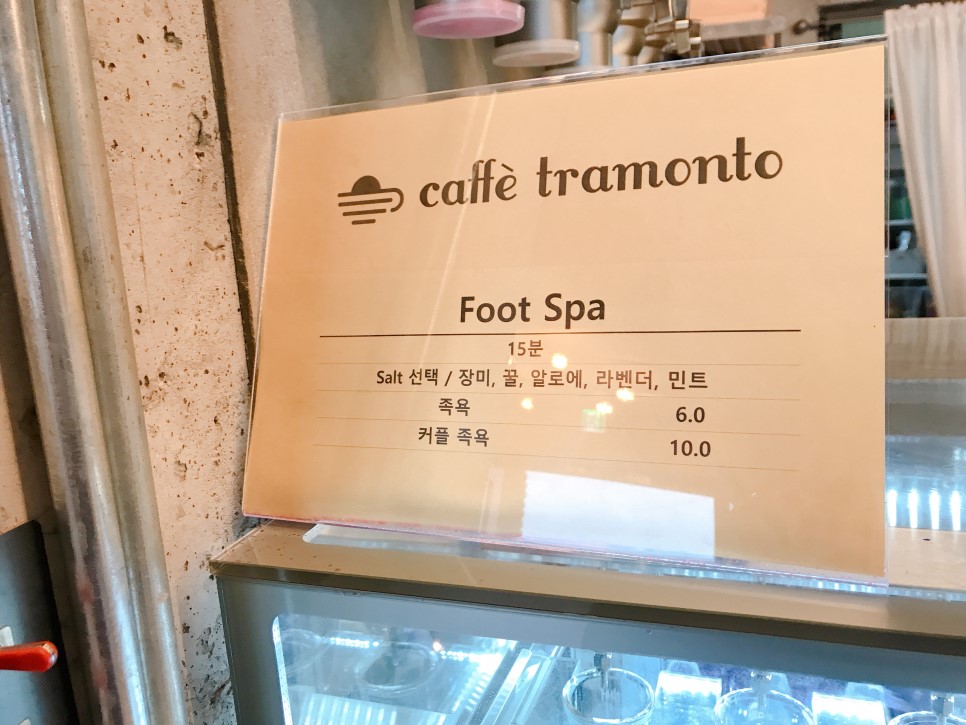 caffè tramonto
Foot Spa
15분
Salt 선택 / 장미, 꿀, 알로에, 라벤더, 민트
족욕 6.0
커플 족욕 10.0